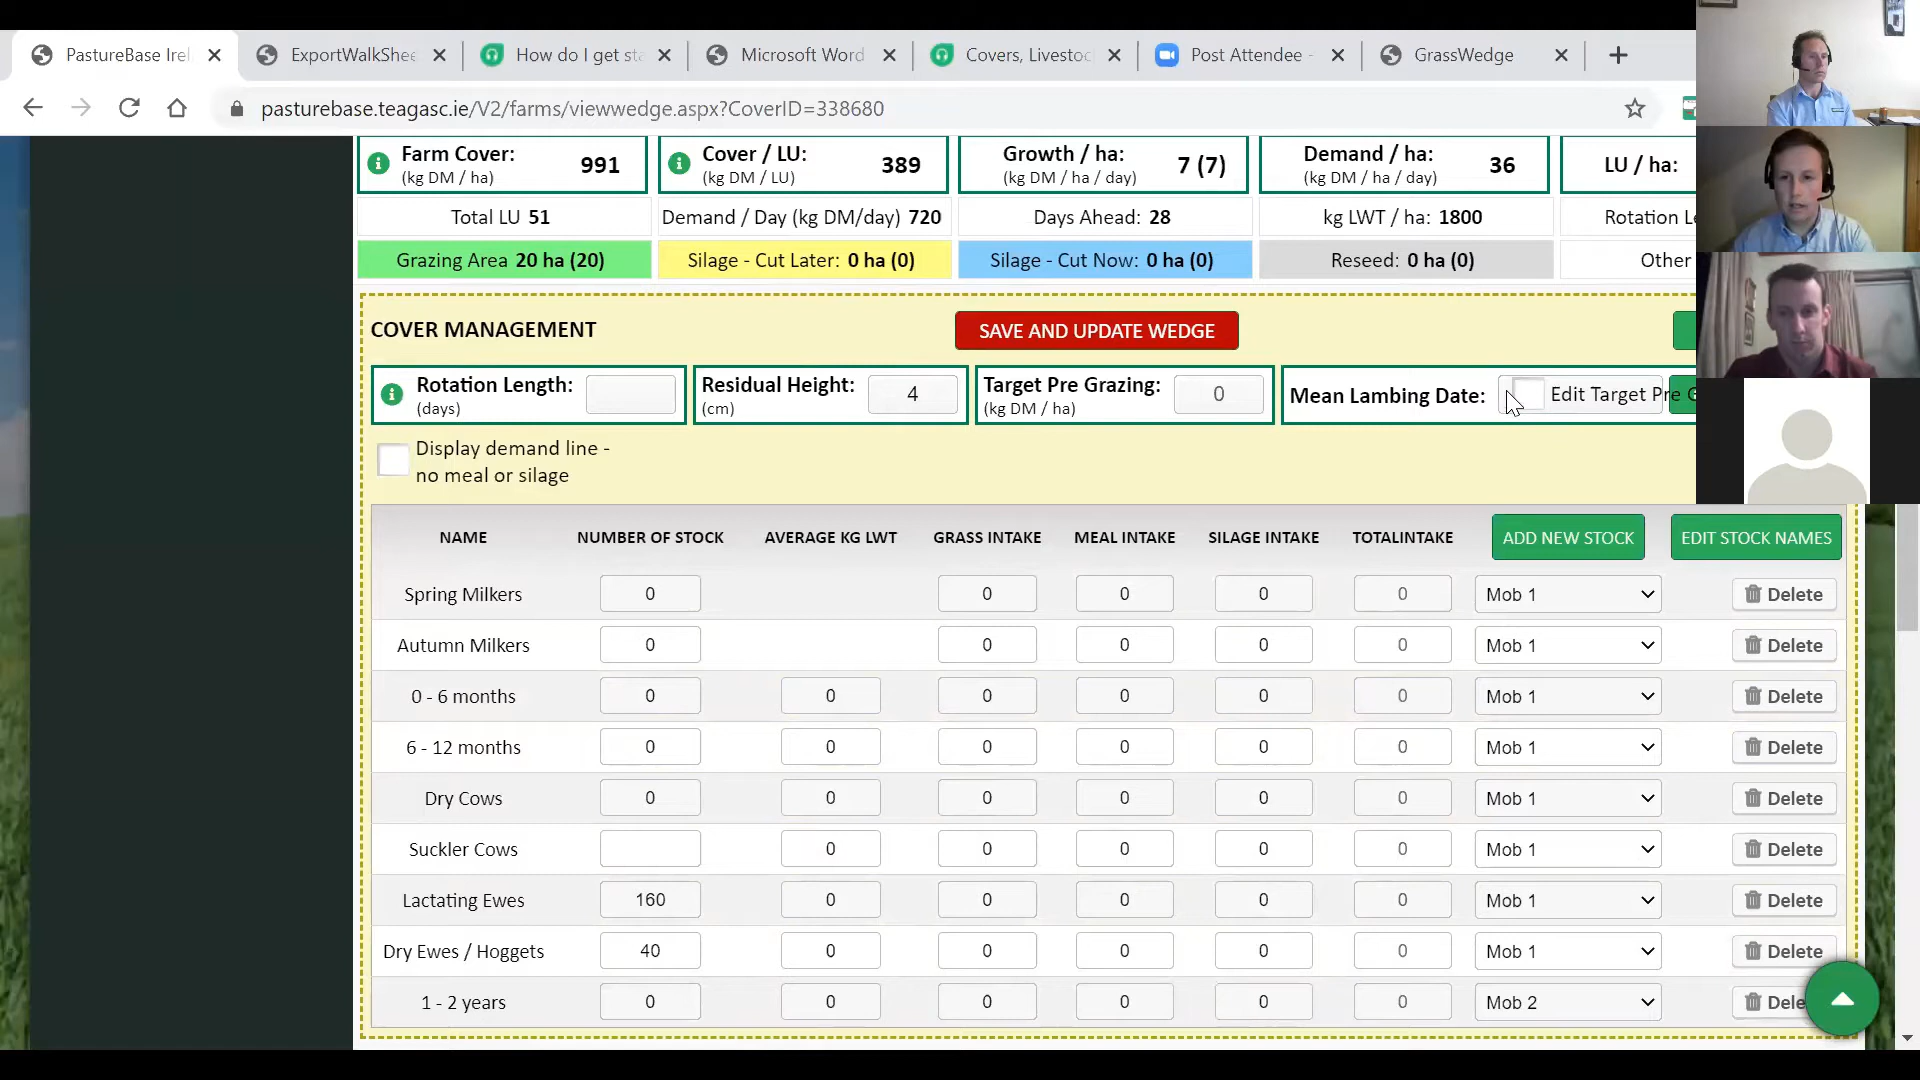 PastureBase Irel
ExportWalkShee
How do I get sta
Microsoft Word
Covers, Livestoc
Post Attendee -
GrassWedge
pasturebase.teagasc.ie/V2/farms/viewwedge.aspx?CoverID=338680
Farm Cover: 991
(kg DM / ha)
Cover / LU: 389
(kg DM / LU)
Growth / ha: 7 (7)
(kg DM / ha / day)
Demand / ha: 36
(kg DM / ha / day)
LU / ha:
Total LU 51
Demand / Day (kg DM/day) 720
Days Ahead: 28
kg LWT / ha: 1800
Rotation Le
Grazing Area 20 ha (20)
Silage - Cut Later: 0 ha (0)
Silage - Cut Now: 0 ha (0)
Reseed: 0 ha (0)
Other
COVER MANAGEMENT
SAVE AND UPDATE WEDGE
Rotation Length:
(days)
Residual Height: 4
(cm)
Target Pre Grazing: 0
(kg DM / ha)
Mean Lambing Date:
Edit Target Pre G
Display demand line -
no meal or silage
NAME NUMBER OF STOCK AVERAGE KG LWT GRASS INTAKE MEAL INTAKE SILAGE INTAKE TOTALINTAKE ADD NEW STOCK EDIT STOCK NAMES
Spring Milkers 0 0 0 0 0 Mob 1 Delete
Autumn Milkers 0 0 0 0 0 Mob 1 Delete
0 - 6 months 0 0 0 0 0 0 Mob 1 Delete
6 - 12 months 0 0 0 0 0 0 Mob 1 Delete
Dry Cows 0 0 0 0 0 0 Mob 1 Delete
Suckler Cows 0 0 0 0 0 Mob 1 Delete
Lactating Ewes 160 0 0 0 0 0 Mob 1 Delete
Dry Ewes / Hoggets 40 0 0 0 0 0 Mob 1 Delete
1 - 2 years 0 0 0 0 0 0 Mob 2 Dele